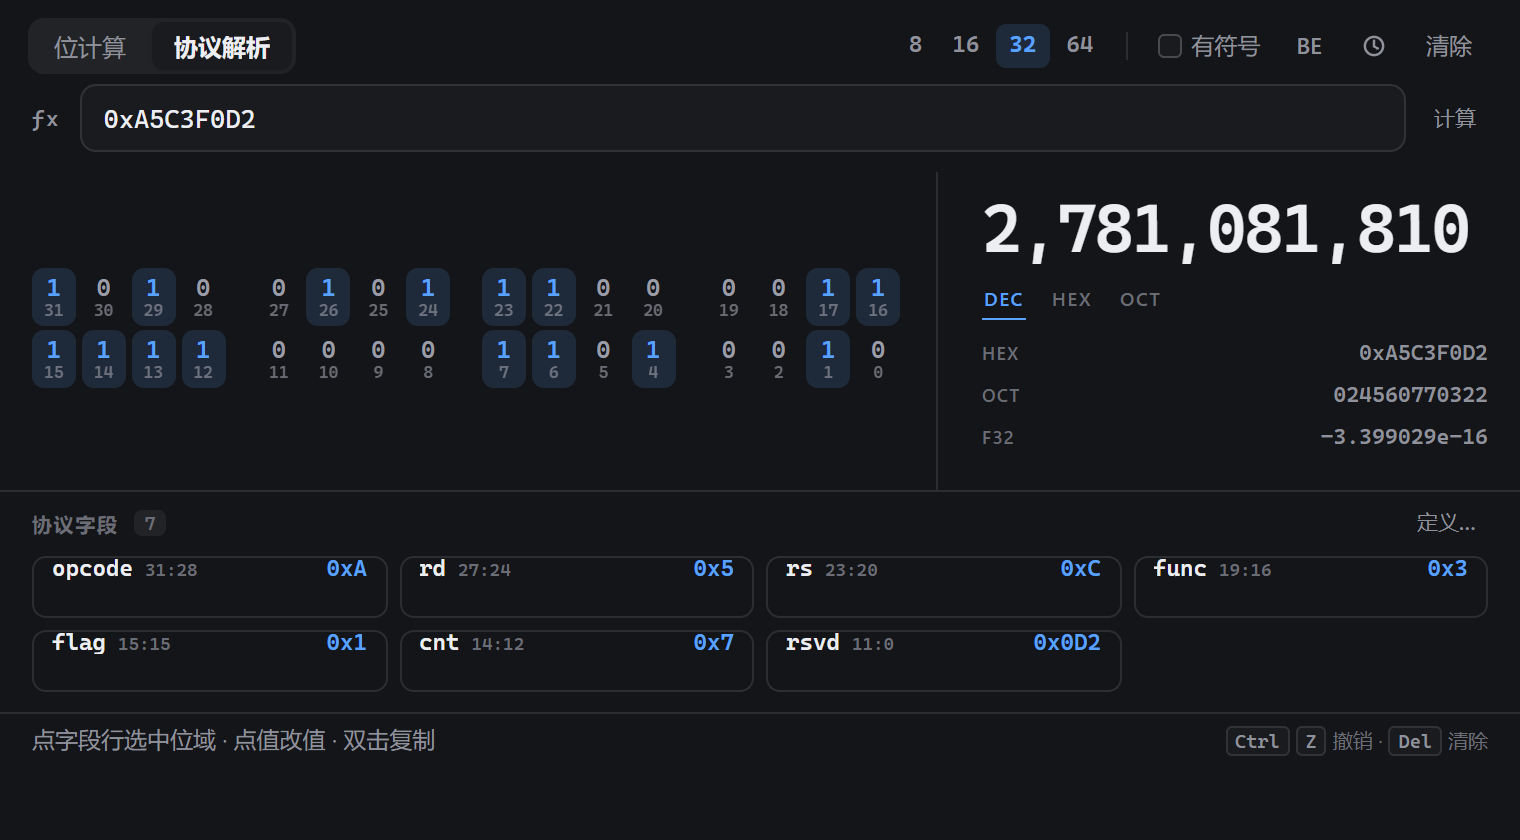 位计算 协议解析 8 16 32 64 有符号 BE 清除
ƒx 0xA5C3F0D2 计算
2,781,081,810
1 0 1 0 0 1 0 1 1 1 0 0 0 0 1 1
31 30 29 28 27 26 25 24 23 22 21 20 19 18 17 16
1 1 1 1 0 0 0 0 1 1 0 1 0 0 1 0
15 14 13 12 11 10 9 8 7 6 5 4 3 2 1 0
DEC HEX OCT
HEX 0xA5C3F0D2
OCT 024560770322
F32 −3.399029e−16
协议字段 7 定义...
opcode 31:28 0xA rd 27:24 0x5 rs 23:20 0xC func 19:16 0x3
flag 15:15 0x1 cnt 14:12 0x7 rsvd 11:0 0x0D2
点字段行选中位域 · 点值改值 · 双击复制 Ctrl Z 撤销 · Del 清除